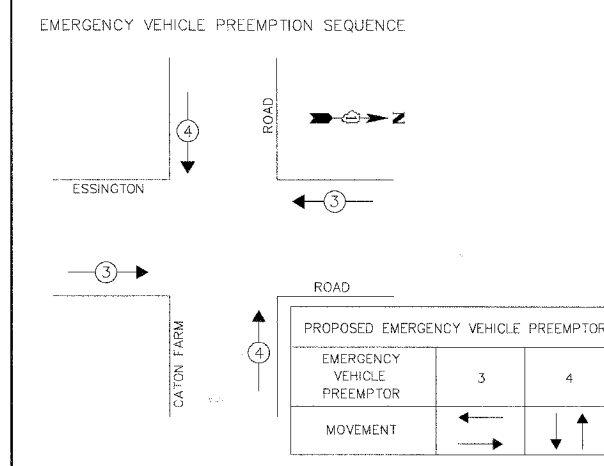 EMERGENCY VEHICLE PREEMPTION SEQUENCE
4
ROAD
N
ESSINGTON
3
3
ROAD
CATON FARM
4
PROPOSED EMERGENCY VEHICLE PREEMPTOR
EMERGENCY
VEHICLE
PREEMPTOR
3
4
MOVEMENT